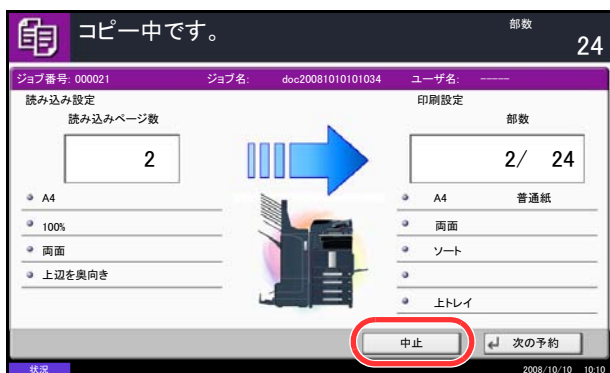 コピー中です。
部数
24
ジョブ番号: 000021 ジョブ名: doc20081010101034 ユーザ名: -----
読み込み設定 印刷設定
読み込みページ数 部数
2 2/ 24
A4 A4 普通紙
100% 両面
両面 ソート
上辺を奥向き
上トレイ
中止 次の予約
状況 2008/10/10 10:10